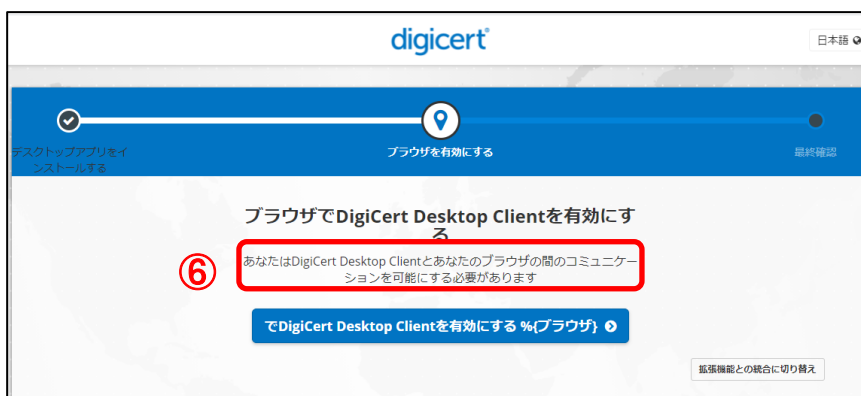 digicert
日本語
デスクトップアプリをイ
ンストールする
ブラウザを有効にする
最終確認
ブラウザでDigiCert Desktop Clientを有効にす
る
⑥
あなたはDigiCert Desktop Clientとあなたのブラウザの間のコミュニケー
ションを可能にする必要があります
でDigiCert Desktop Clientを有効にする %{ブラウザ}
拡張機能との統合に切り替え